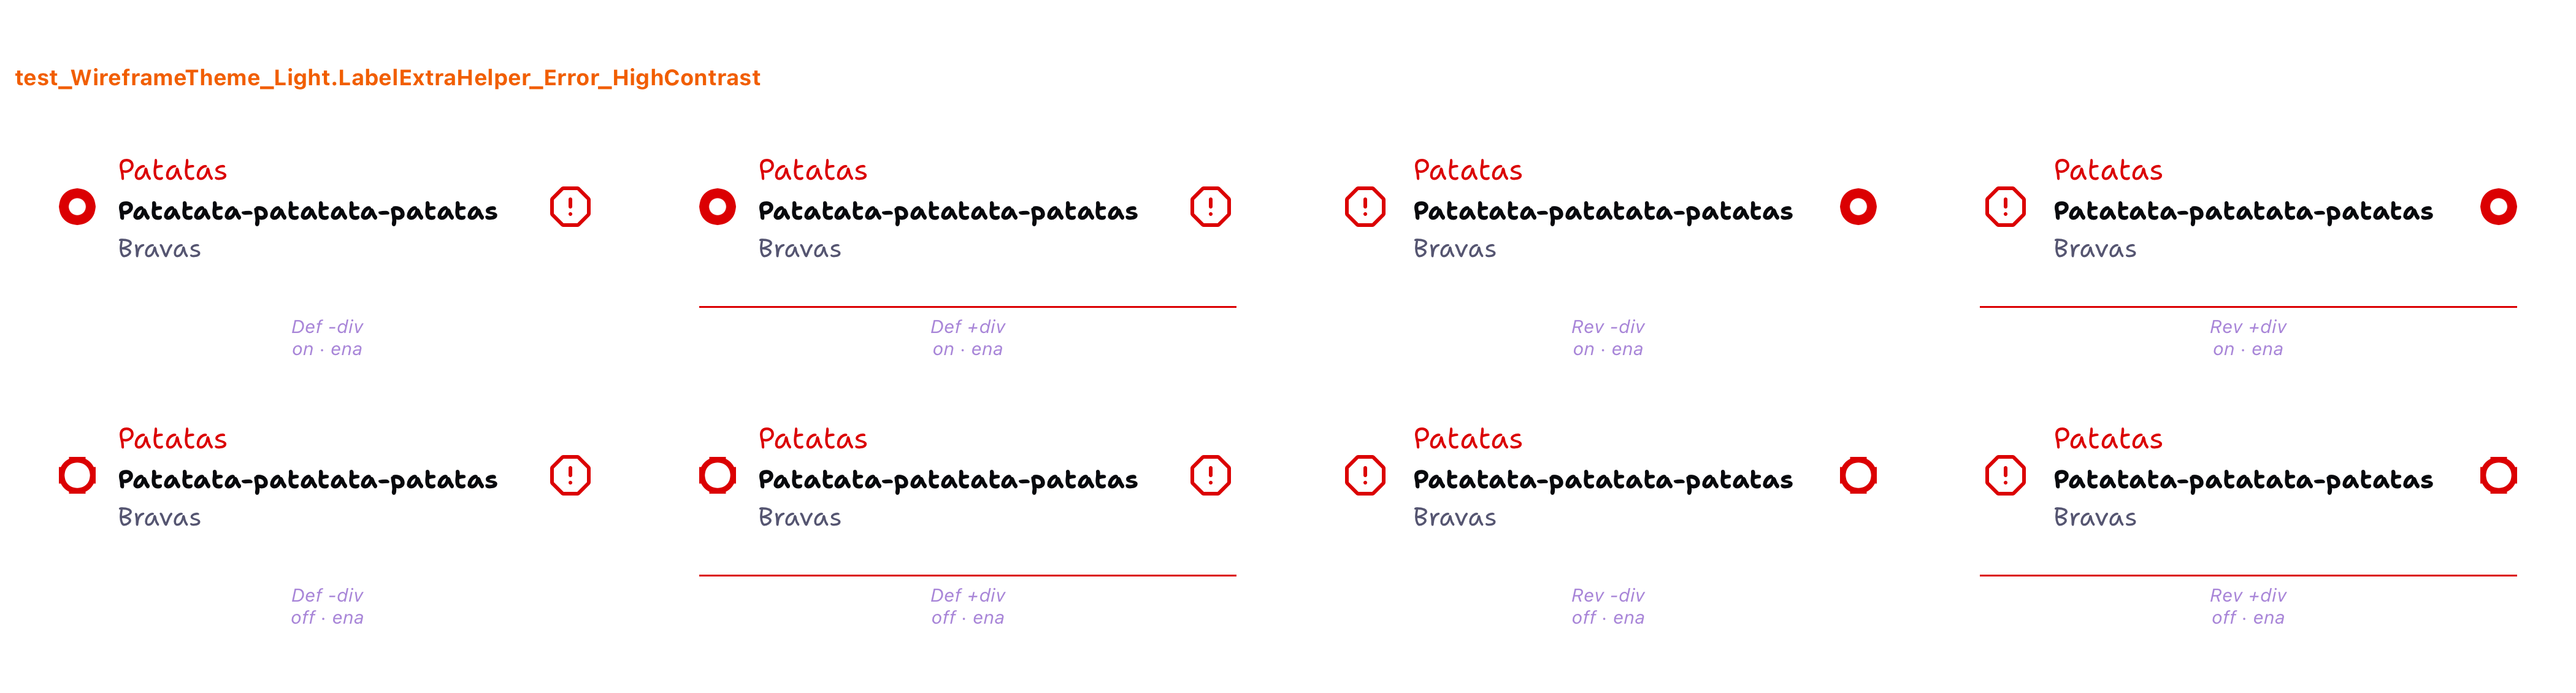 test_WireframeTheme_Light.LabelExtraHelper_Error_HighContrast
Patatas
Patatata-patatata-patatas
Bravas
Def -div
on · ena
Patatas
Patatata-patatata-patatas
Bravas
Def +div
on · ena
Patatas
Patatata-patatata-patatas
Bravas
Rev -div
on · ena
Patatas
Patatata-patatata-patatas
Bravas
Rev +div
on · ena
Patatas
Patatata-patatata-patatas
Bravas
Def -div
off · ena
Patatas
Patatata-patatata-patatas
Bravas
Def +div
off · ena
Patatas
Patatata-patatata-patatas
Bravas
Rev -div
off · ena
Patatas
Patatata-patatata-patatas
Bravas
Rev +div
off · ena